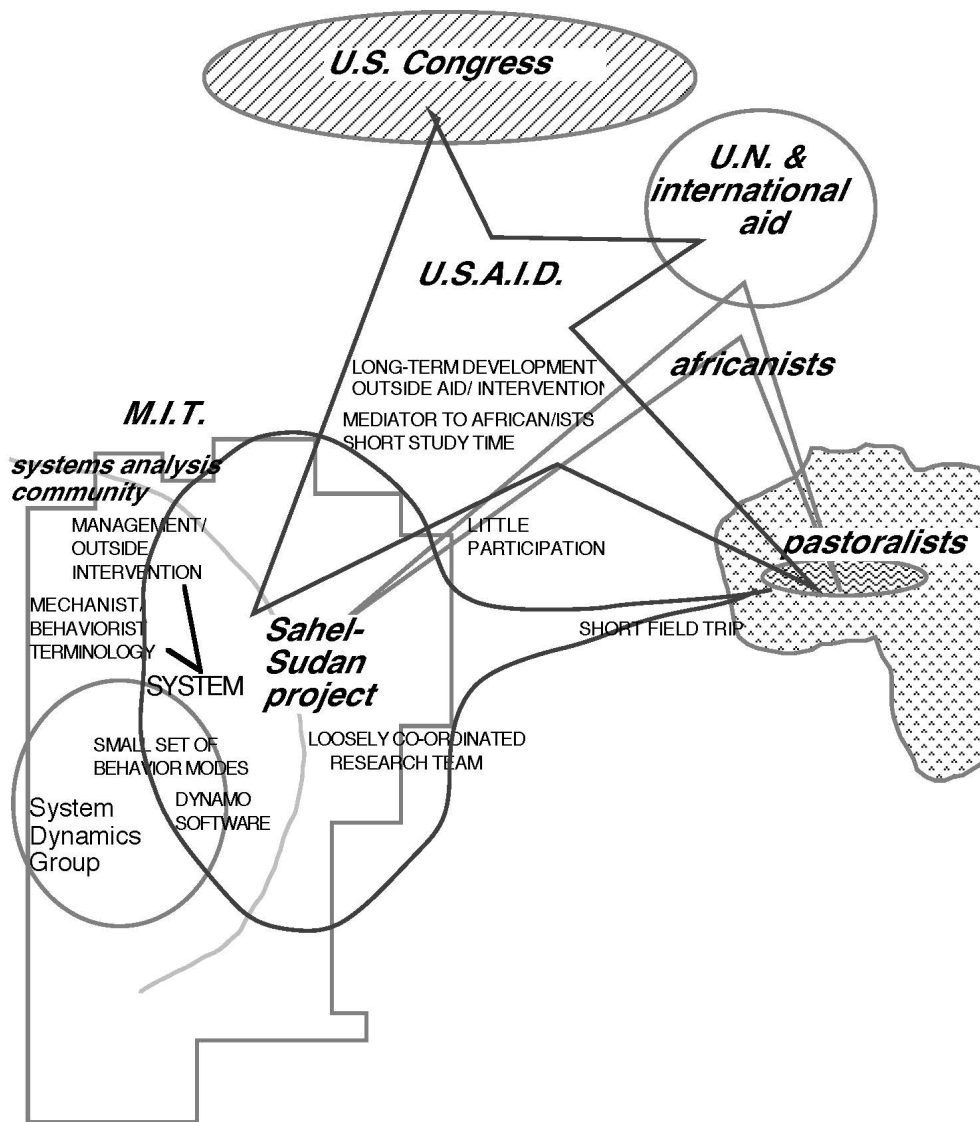 U.S. Congress
U.N. &
international
aid
U.S.A.I.D.
LONG-TERM DEVELOPMENT
OUTSIDE AID/ INTERVENTION
MEDIATOR TO AFRICAN/ISTS
SHORT STUDY TIME
africanists
M.I.T.
systems analysis
community
MANAGEMENT/
OUTSIDE
INTERVENTION
MECHANIST/
BEHAVIORIST
TERMINOLOGY
SYSTEM
LITTLE
PARTICIPATION
pastoralists
Sahel-
Sudan
project
SHORT FIELD TRIP
SMALL SET OF
BEHAVIOR MODES
LOOSELY CO-ORDINATED
RESEARCH TEAM
DYNAMO
SOFTWARE
System
Dynamics
Group